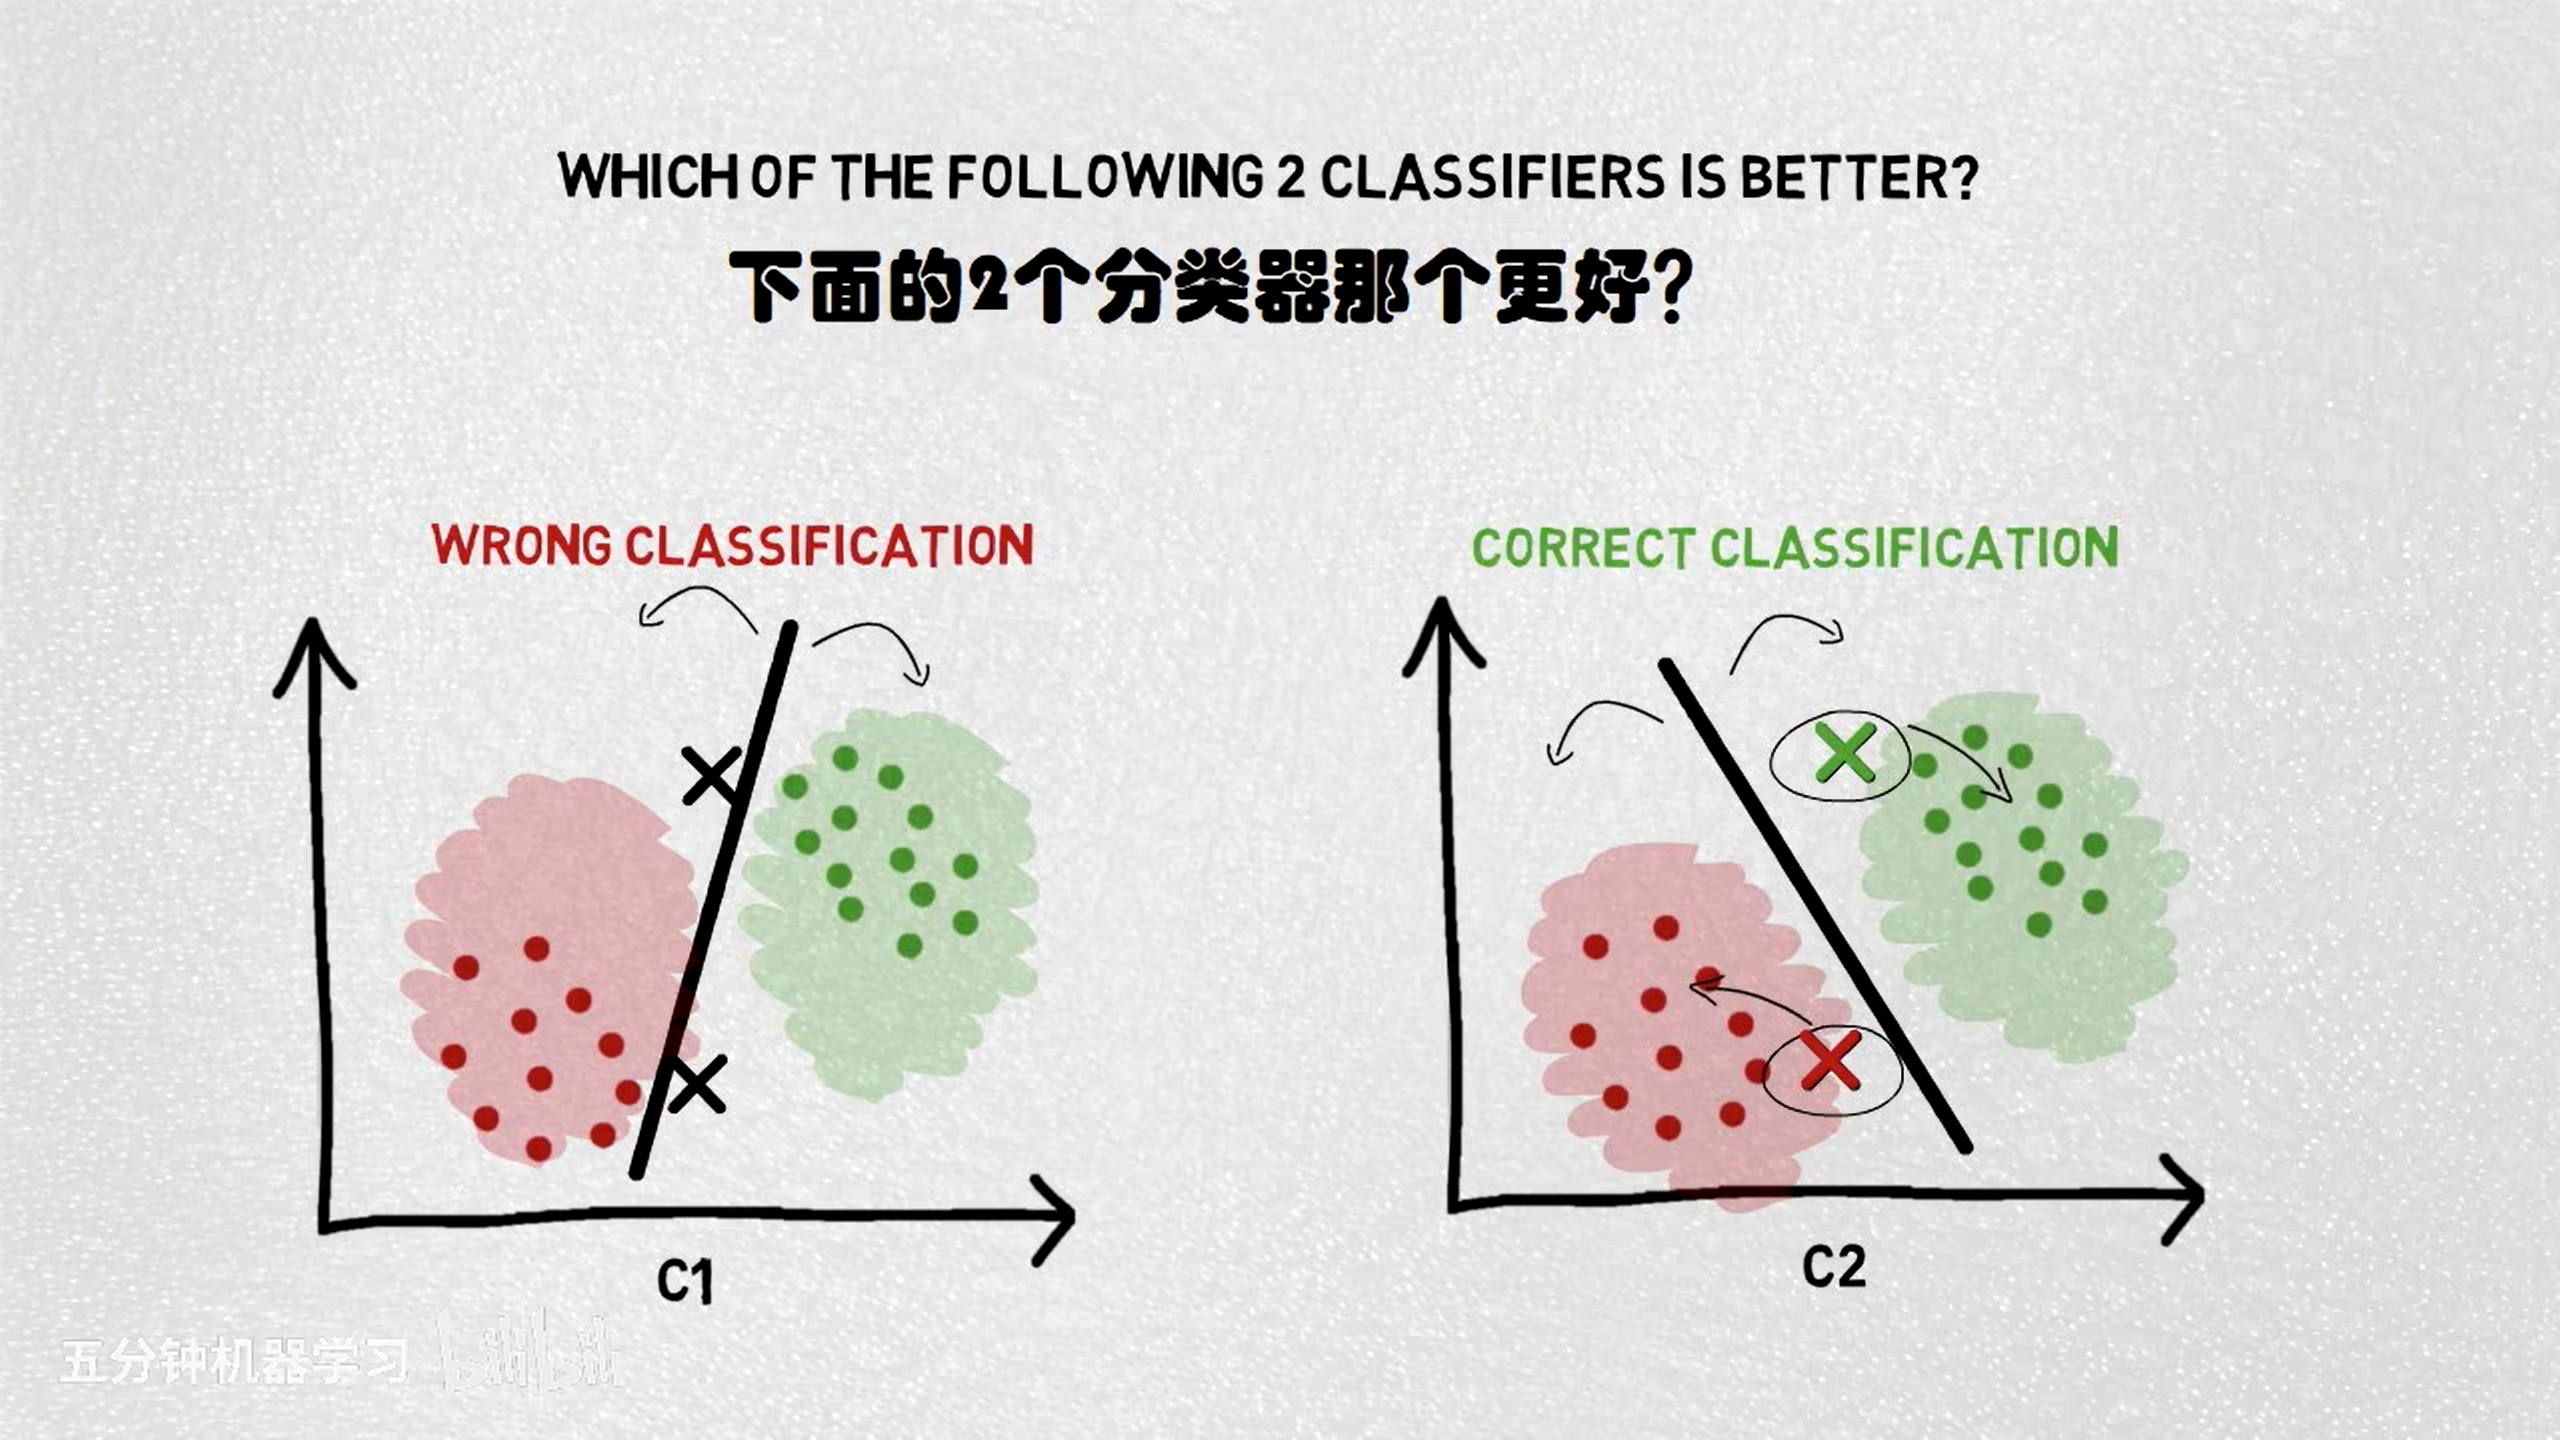 WHICH OF THE FOLLOWING 2 CLASSIFIERS IS BETTER?
下面的2个分类器那个更好?
WRONG CLASSIFICATION
CORRECT CLASSIFICATION
C1
C2
五分钟机器学习 bilibili